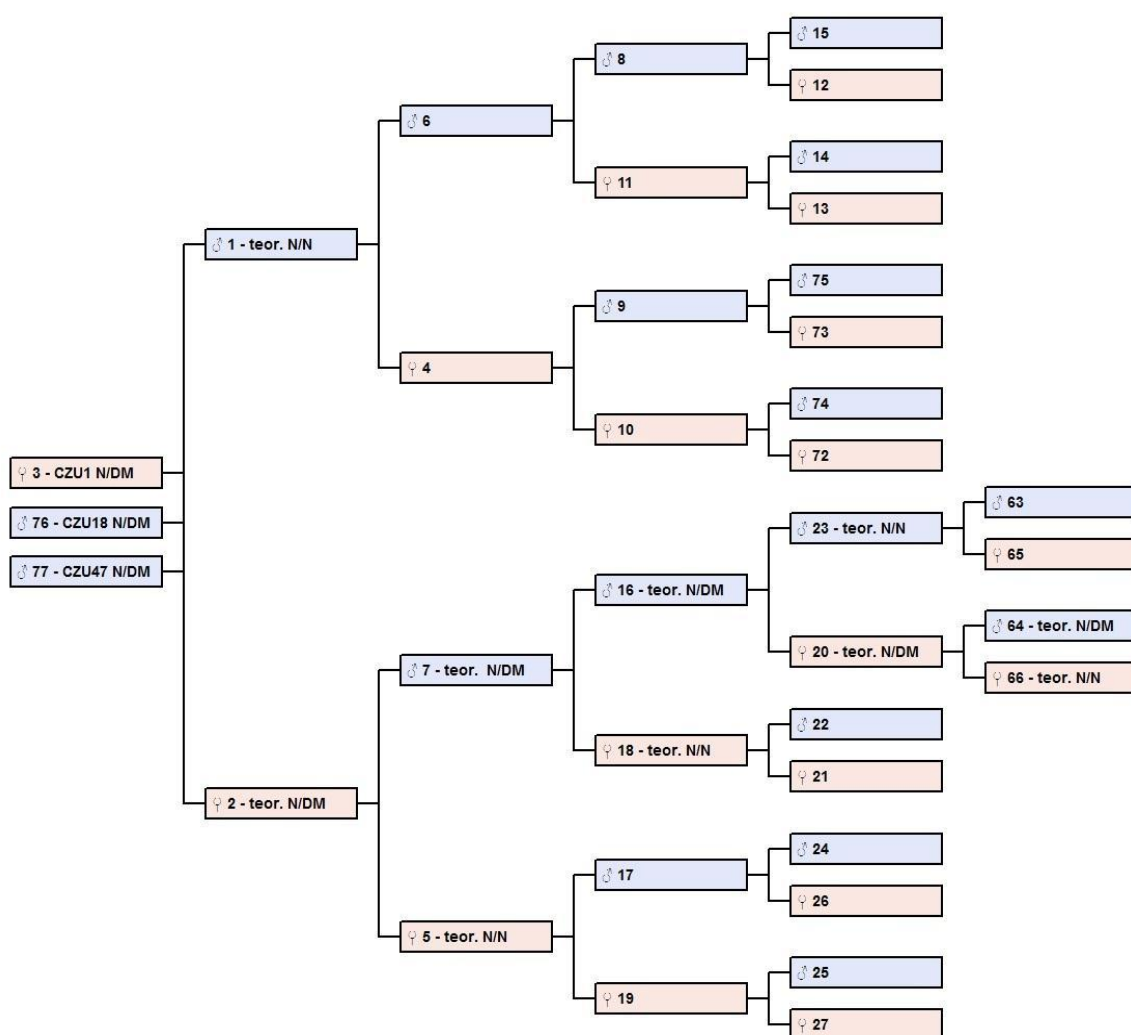 ♂ 15
♂ 8
♀ 12
♂ 6
♂ 14
♀ 11
♀ 13
♂ 1 - teor. N/N
♂ 75
♂ 9
♀ 73
♀ 4
♂ 74
♀ 10
♀ 72
♀ 3 - CZU1 N/DM
♂ 76 - CZU18 N/DM
♂ 77 - CZU47 N/DM
♂ 63
♂ 23 - teor. N/N
♀ 65
♂ 16 - teor. N/DM
♂ 64 - teor. N/DM
♀ 20 - teor. N/DM
♀ 66 - teor. N/N
♂ 7 - teor. N/DM
♂ 22
♀ 18 - teor. N/N
♀ 21
♀ 2 - teor. N/DM
♂ 24
♂ 17
♀ 26
♀ 5 - teor. N/N
♂ 25
♀ 19
♀ 27